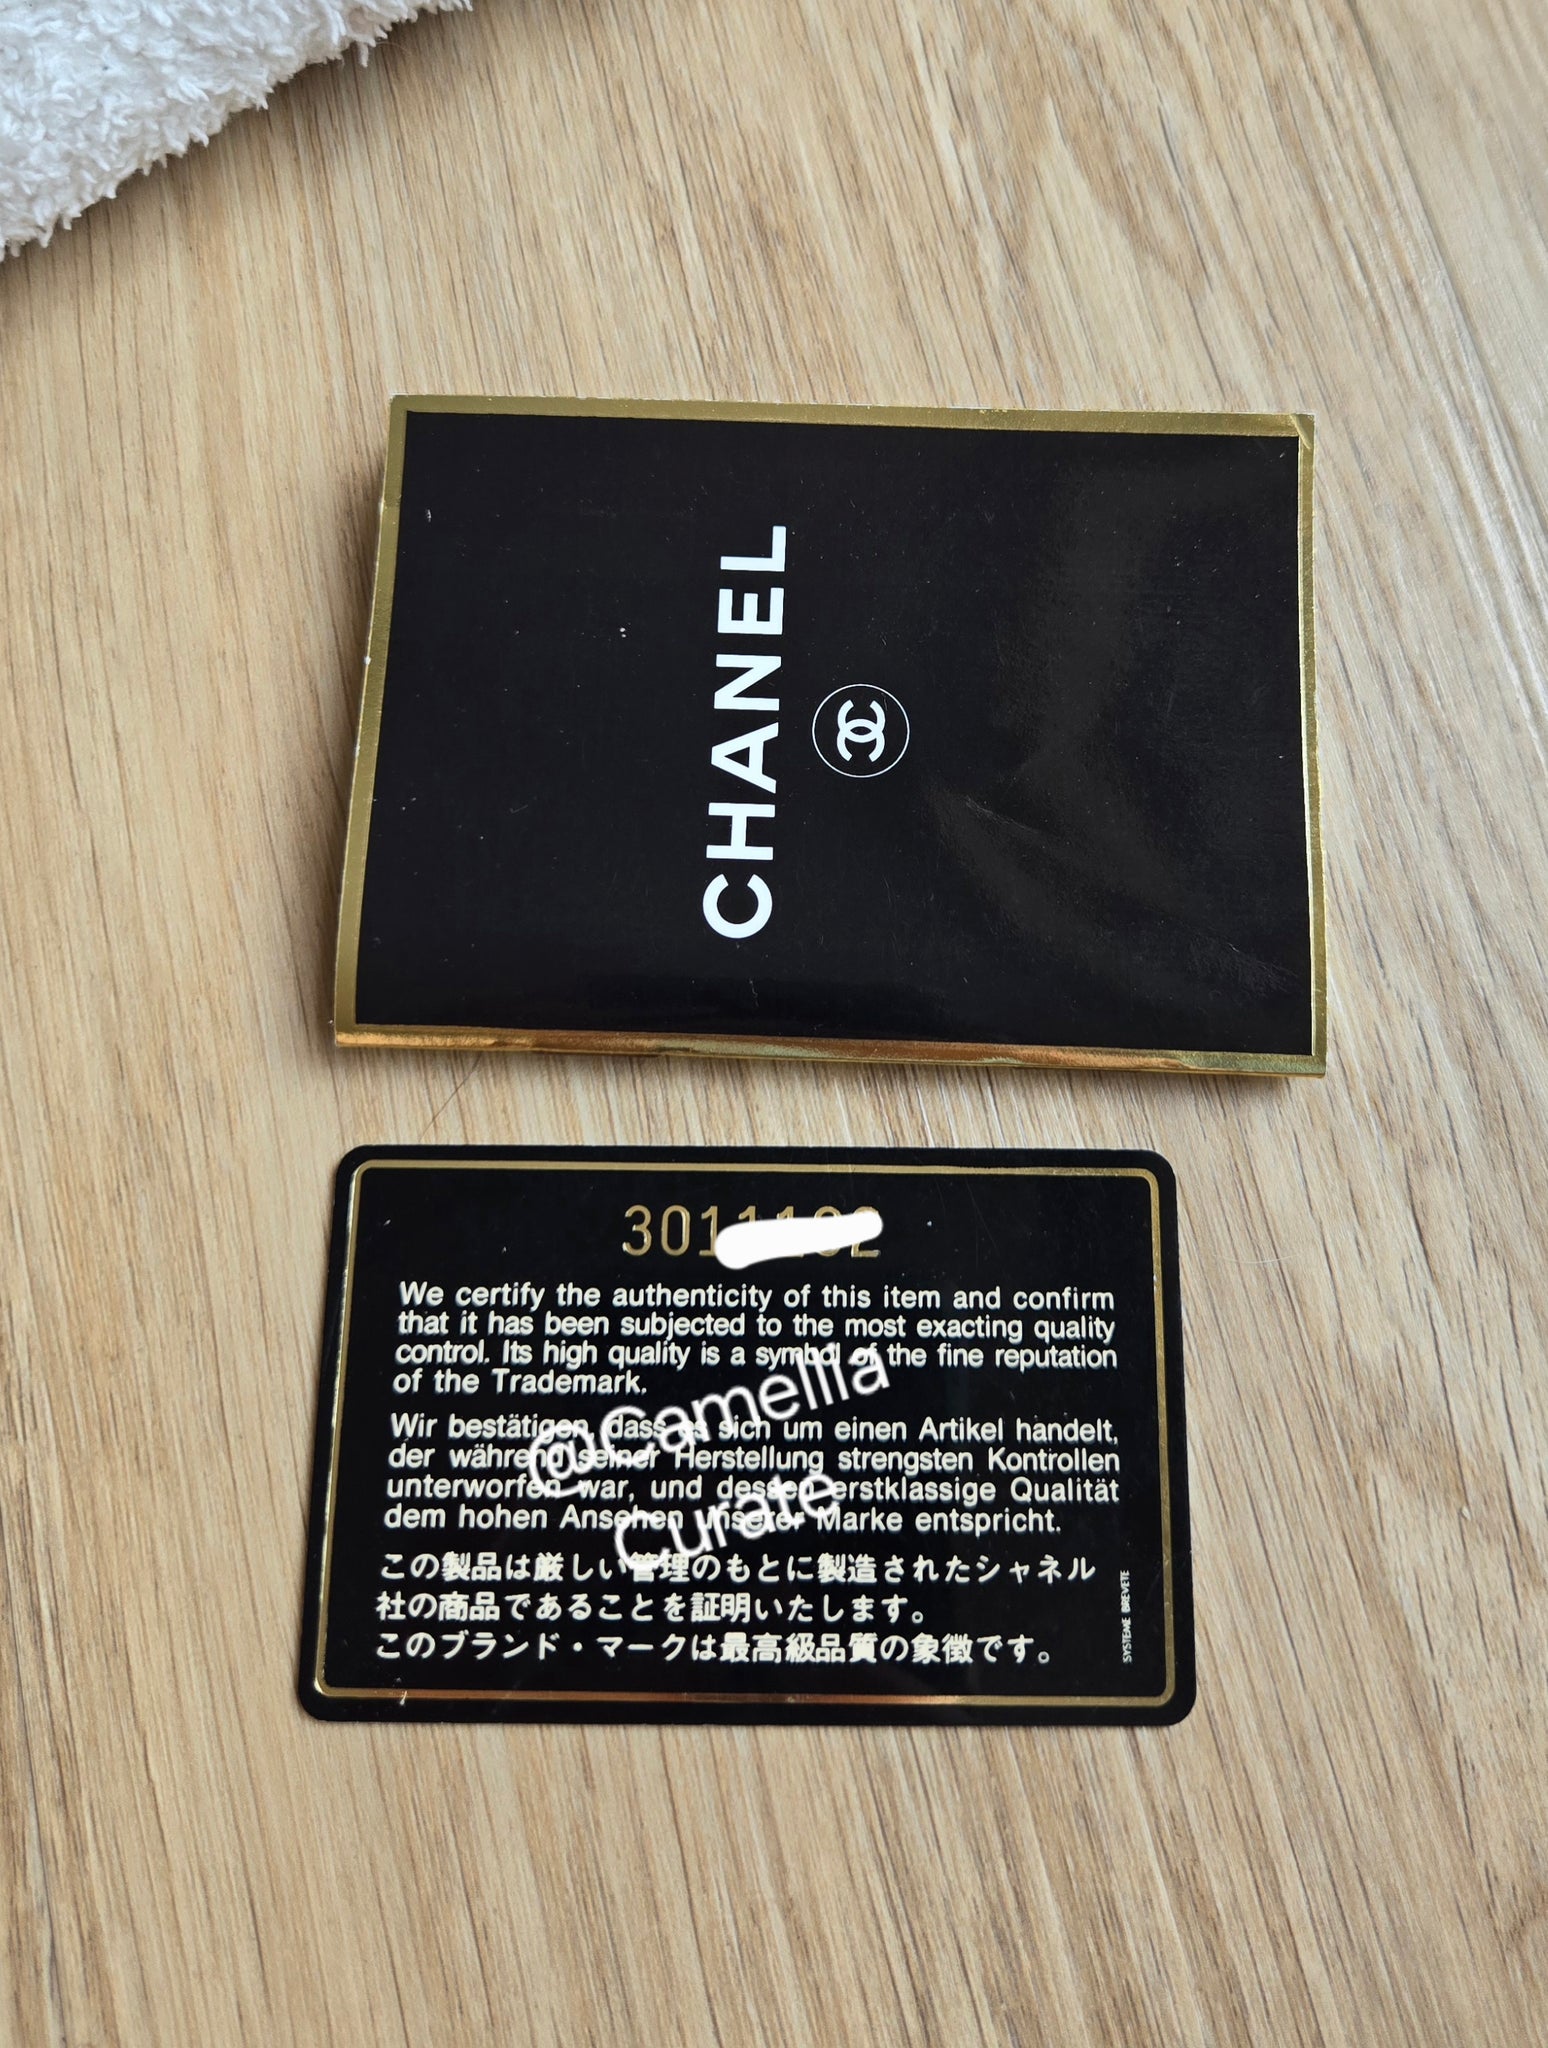 CHANEL
3011
We certify the authenticity of this item and confirm
that it has been subjected to the most exacting quality
control. Its high quality is a symbol of the fine reputation
of the Trademark.
Wir bestätigen, dass es sich um einen Artikel handelt,
der während seiner Herstellung strengsten Kontrollen
unterworfen war, und dessen erstklassige Qualität
dem hohen Ansehen unserer Marke entspricht.
この製品は厳しい管理のもとに製造されたシャネル
社の商品であることを証明いたします。
このブランド・マークは最高級品質の象徴です。
SYSTEME BREVETE
@Camellia
Curate